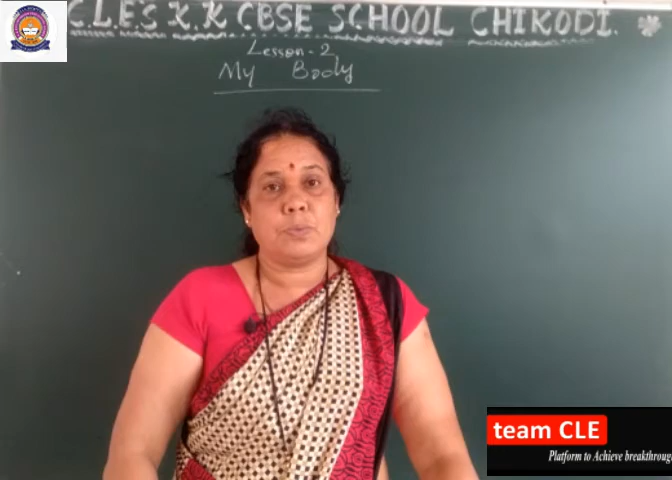 C.L.E'S K.K CBSE SCHOOL CHIKODI.
Lesson-2
My Body
team CLE
Platform to Achieve breakthroug